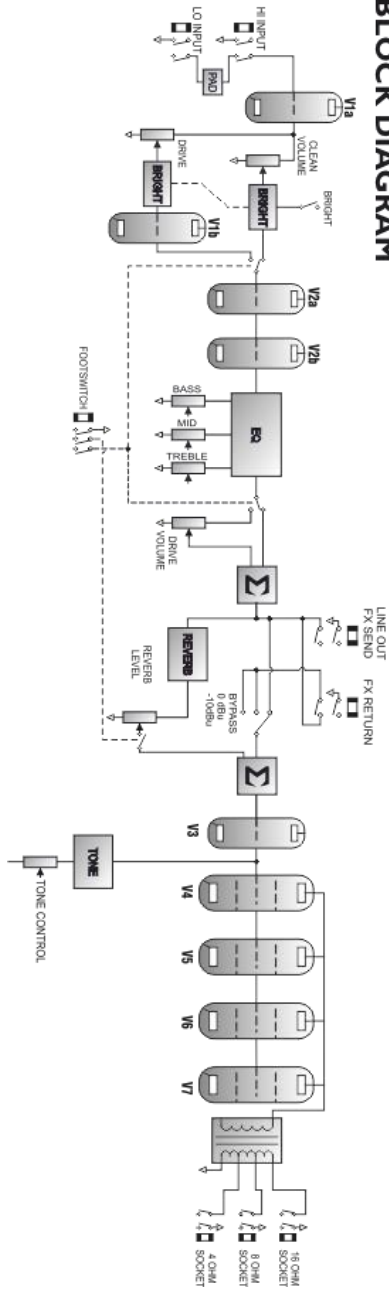 BLOCK DIAGRAM
HI INPUT
LO INPUT
PAD
V1a
CLEAN
VOLUME
DRIVE
BRIGHT
BRIGHT
BRIGHT
V1b
V2a
V2b
FOOTSWITCH
BASS
MID
TREBLE
EQ
DRIVE
VOLUME
Σ
LINE OUT
FX SEND
FX RETURN
REVERB
REVERB
LEVEL
BYPASS
0 dBu
-10dBu
Σ
V3
TONE
TONE CONTROL
V4
V5
V6
V7
16 OHM
SOCKET
8 OHM
SOCKET
4 OHM
SOCKET